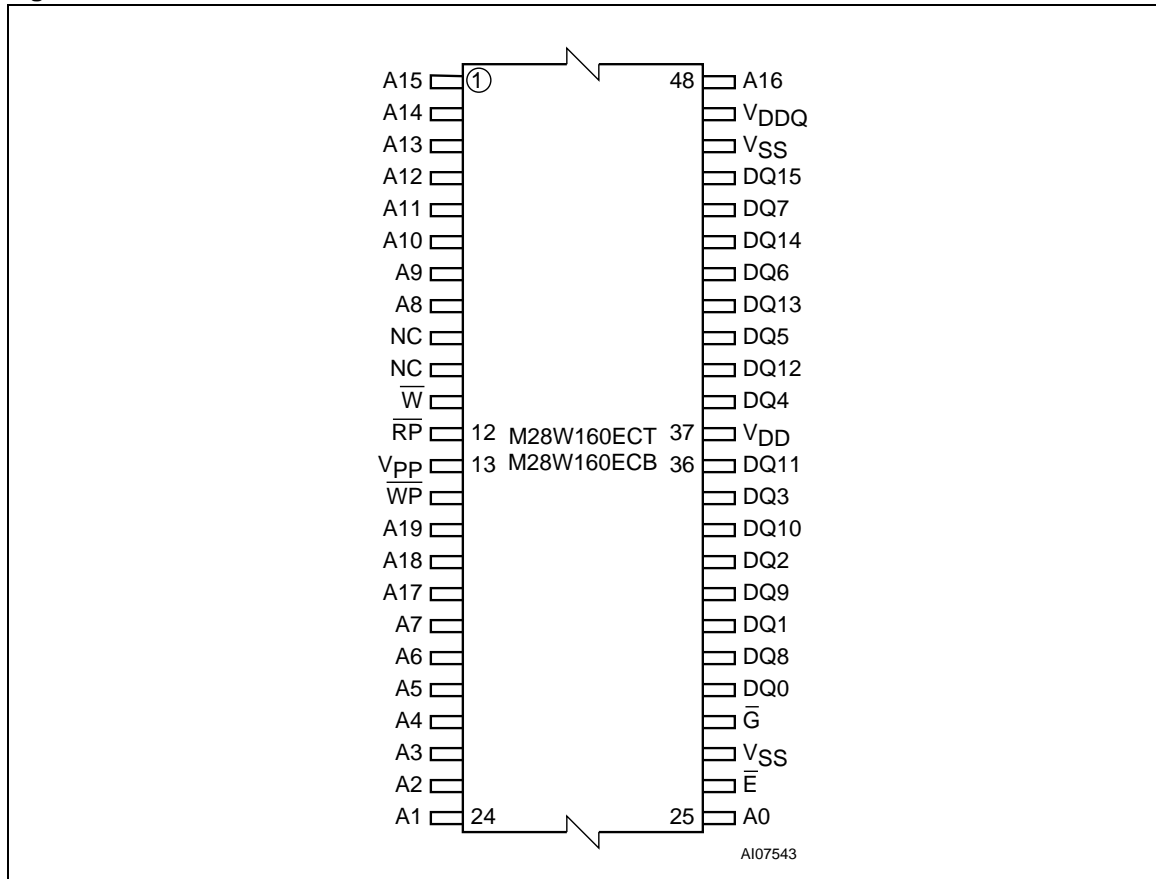 A15 ① 48 A16
A14 VDDQ
A13 VSS
A12 DQ15
A11 DQ7
A10 DQ14
A9 DQ6
A8 DQ13
NC DQ5
NC DQ12
W̅ DQ4
R̅P̅ 12 M28W160ECT 37 VDD
VPP 13 M28W160ECB 36 DQ11
W̅P̅ DQ3
A19 DQ10
A18 DQ2
A17 DQ9
A7 DQ1
A6 DQ8
A5 DQ0
A4 G̅
A3 VSS
A2 E̅
A1 24 25 A0
AI07543